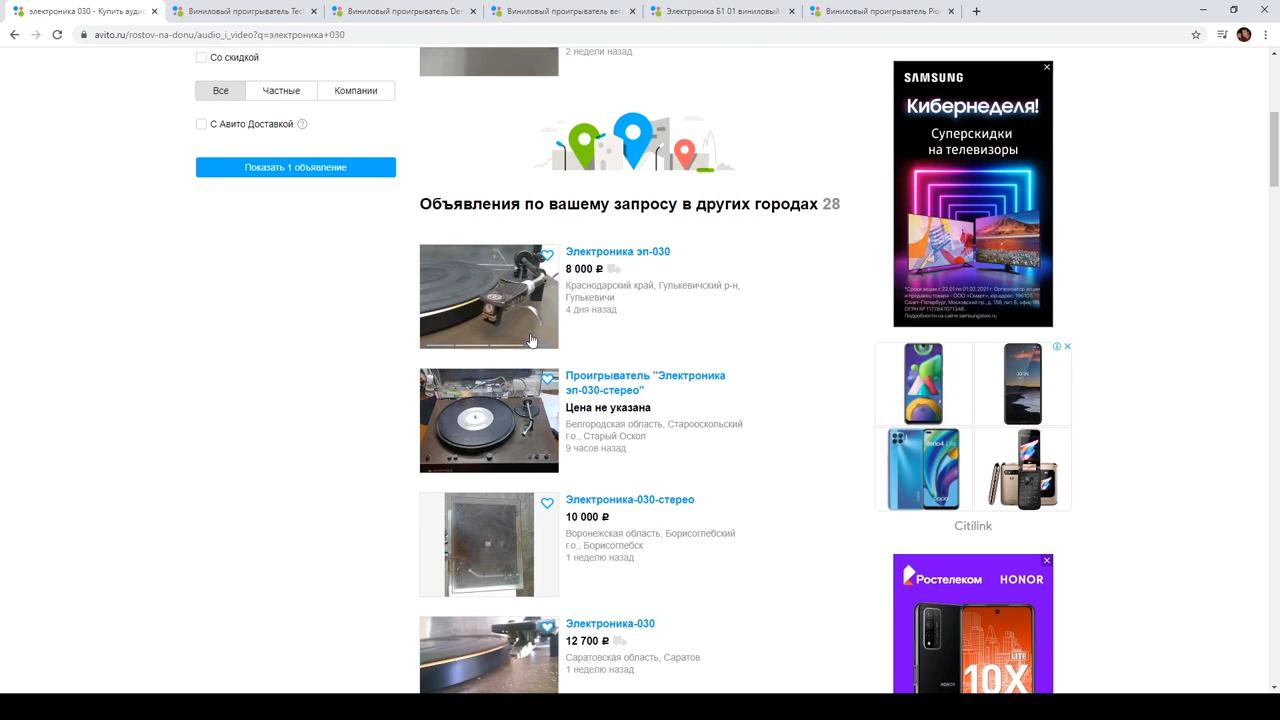 электроника 030 - Купить аудио
Виниловый проигрыватель Tech
Виниловый проигрыватель Den
Виниловый проигрыватель вег
Электроника Б1 01 виниловый
Виниловый проигрыватель Pion
avito.ru/rostov-na-donu/audio_i_video?q=электроника+030
Со скидкой
Все
Частные
Компании
С Авито Доставкой
Показать 1 объявление
2 недели назад
Объявления по вашему запросу в других городах 28
Электроника эп-030
8 000 ₽
Краснодарский край, Гулькевичский р-н,
Гулькевичи
4 дня назад
Проигрыватель "Электроника
эп-030-стерео"
Цена не указана
Белгородская область, Старооскольский
г.о., Старый Оскол
9 часов назад
Электроника-030-стерео
10 000 ₽
Воронежская область, Борисоглебский
г.о., Борисоглебск
1 неделю назад
Электроника-030
12 700 ₽
Саратовская область, Саратов
1 неделю назад
SAMSUNG
Кибернеделя!
Суперскидки
на телевизоры
Citilink
Ростелеком
HONOR
LITE
10X